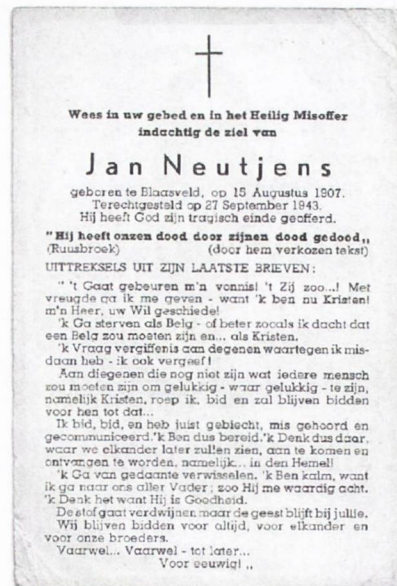 Wees in uw gebed en in het Heilig Misoffer
indachtig de ziel van
Jan Neutjens
geboren te Blaasveld, op 15 Augustus 1907.
Terechtgesteld op 27 September 1943.
Hij heeft God zijn tragisch einde geofferd.
"Hij heeft onzen dood door zijnen dood gedood„
(Ruusbroek) (door hem verkozen tekst)
UITTREKSELS UIT ZIJN LAATSTE BRIEVEN:
" 't Gaat gebeuren m'n vonnis! 't Zij zoo...! Met
vreugde ga ik me geven - want 'k ben nu Kristen!
m'n Heer, uw Wil geschiede!
'k Ga sterven als Belg - of beter zooals ik dacht dat
een Belg zou moeten zijn en... als Kristen.
'k Vraag vergiffenis aan degenen waartegen ik mis-
daan heb - ik ook vergeef!
Aan diegenen die nog niet zijn wat iedere mensch
zou moeten zijn om gelukkig - waar gelukkig - te zijn,
namelijk Kristen, roep ik, bid en zal blijven bidden
voor hen tot dat...
Ik bid, bid, en heb juist gebiecht, mis gehoord en
gecommuniceerd. 'k Ben dus bereid. 'k Denk dus daar,
waar we elkander later zullen zien, aan te komen en
ontvangen te worden, namelijk... in den Hemel!
'k Ga van gedaante verwisselen. 'k Ben kalm, want
ik ga naar ons aller Vader; zoo Hij me waardig acht.
'k Denk het want Hij is Goedheid.
De stof gaat verdwijnen maar de geest blijft bij jullie.
Wij blijven bidden voor altijd, voor elkander en
voor onze broeders.
Vaarwel... Vaarwel - tot later...
Voor eeuwig! „